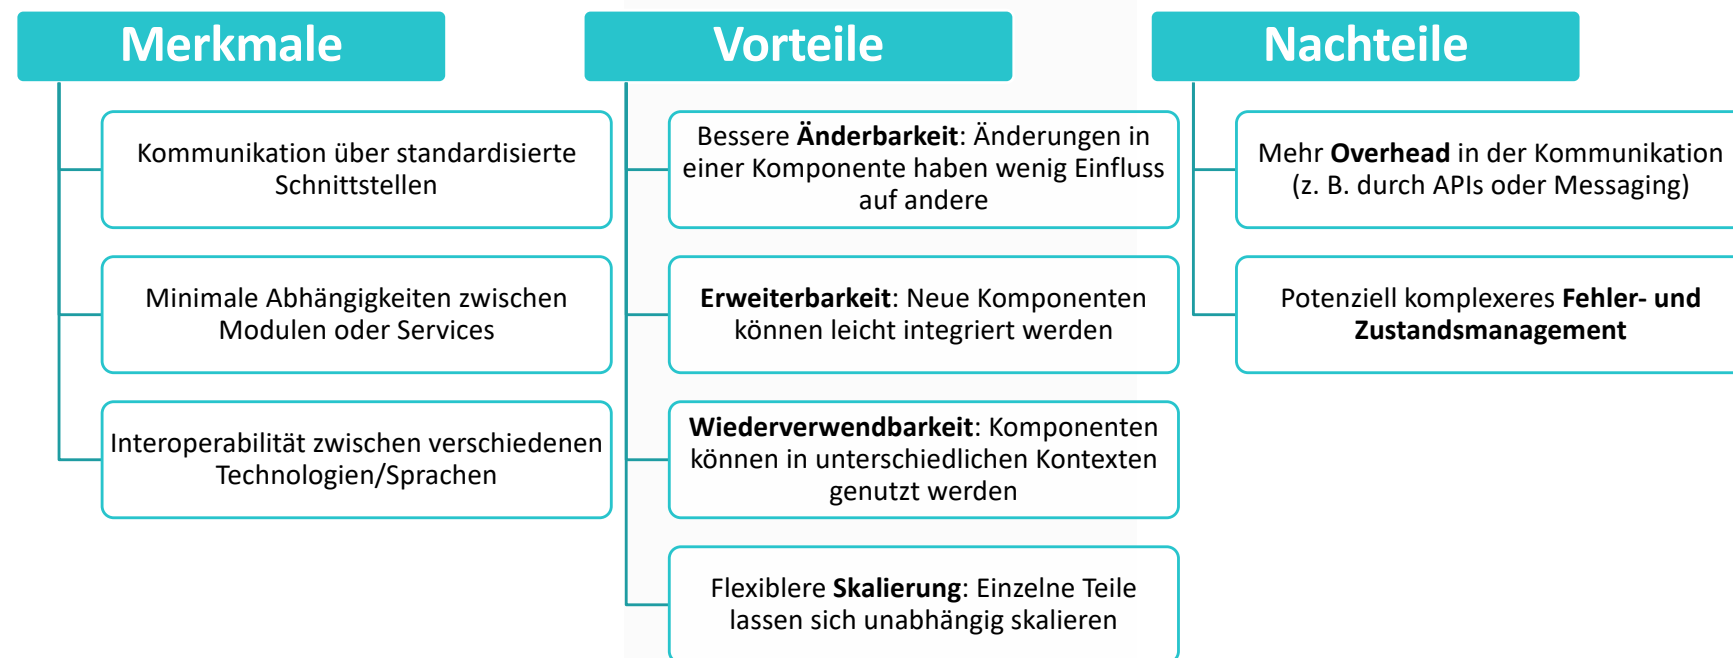 Merkmale
Kommunikation über standardisierte
Schnittstellen
Minimale Abhängigkeiten zwischen
Modulen oder Services
Interoperabilität zwischen verschiedenen
Technologien/Sprachen
Vorteile
Bessere Änderbarkeit: Änderungen in
einer Komponente haben wenig Einfluss
auf andere
Erweiterbarkeit: Neue Komponenten
können leicht integriert werden
Wiederverwendbarkeit: Komponenten
können in unterschiedlichen Kontexten
genutzt werden
Flexiblere Skalierung: Einzelne Teile
lassen sich unabhängig skalieren
Nachteile
Mehr Overhead in der Kommunikation
(z. B. durch APIs oder Messaging)
Potenziell komplexeres Fehler- und
Zustandsmanagement